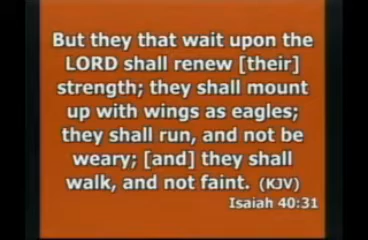 But they that wait upon the
LORD shall renew [their]
strength; they shall mount
up with wings as eagles;
they shall run, and not be
weary; [and] they shall
walk, and not faint. (KJV)
Isaiah 40:31